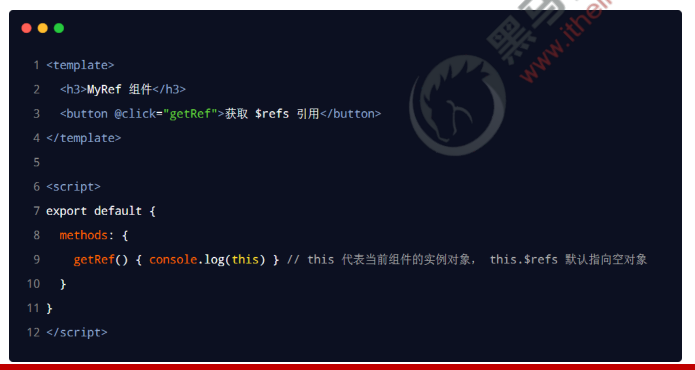 黑马
www.itheim
1 <template>
2 <h3>MyRef 组件</h3>
3 <button @click="getRef">获取 $refs 引用</button>
4 </template>
5
6 <script>
7 export default {
8 methods: {
9 getRef() { console.log(this) } // this 代表当前组件的实例对象， this.$refs 默认指向空对象
10 }
11 }
12 </script>